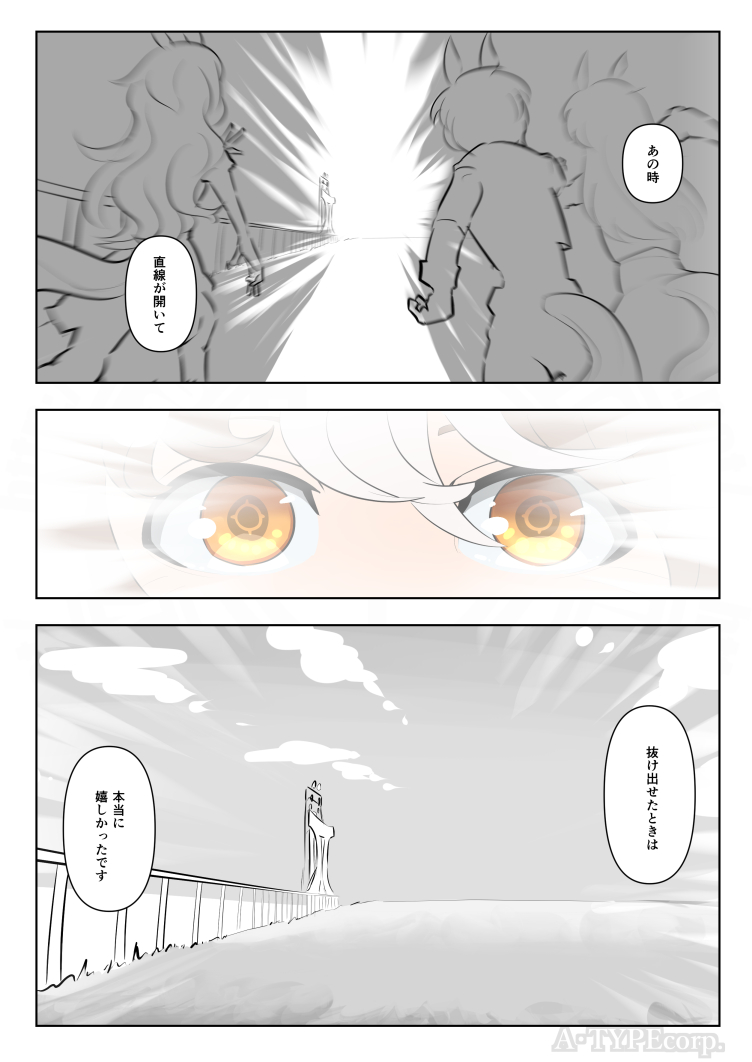 あの
時
直線が開いて
抜け出せたときは
本当に
嬉しかったです
A・TYPEcorp.